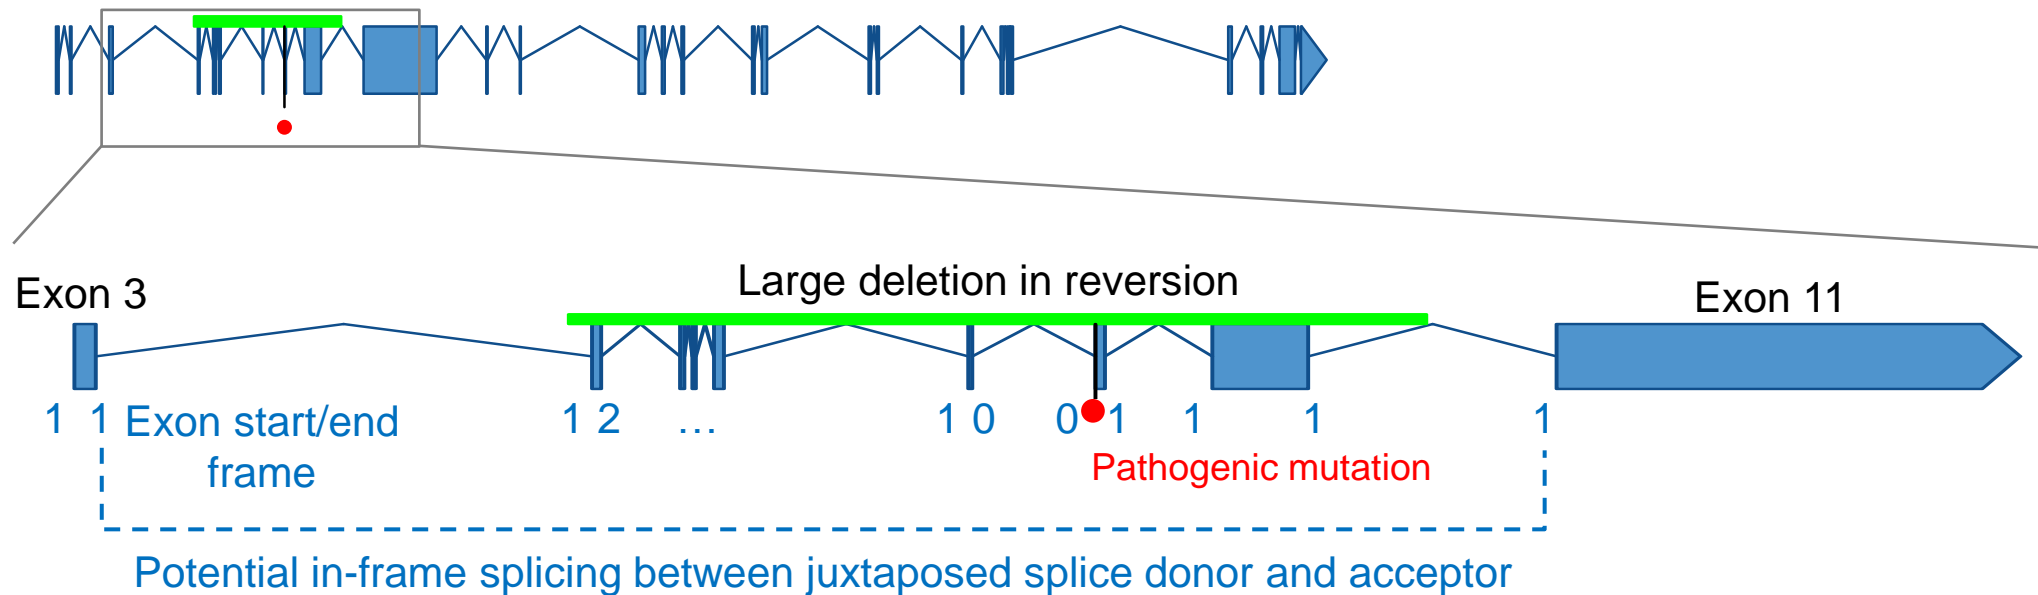 Large deletion in reversion
Exon 3
Exon 11
1 1 Exon start/end
frame
1 2 ... 1 0 0 1 1 1 1
Pathogenic mutation
Potential in-frame splicing between juxtaposed splice donor and acceptor